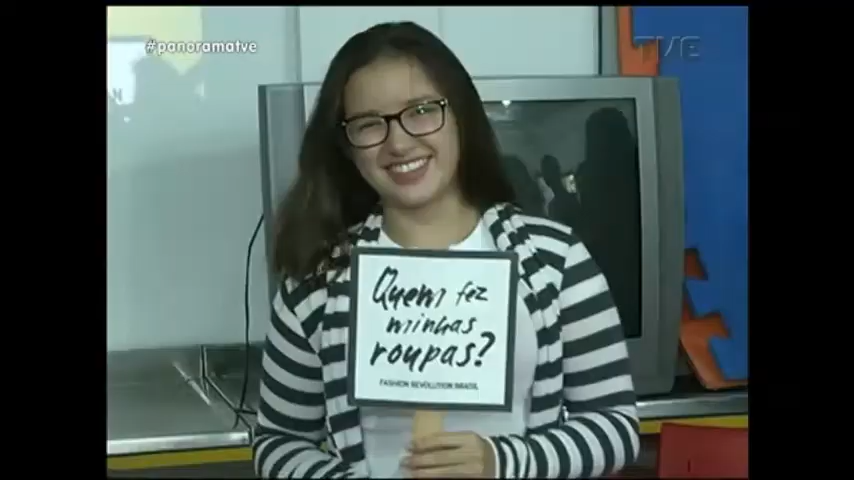 #panoramatve
TVE
Quem fez
minhas
roupas?
FASHION REVOLUTION BRASIL